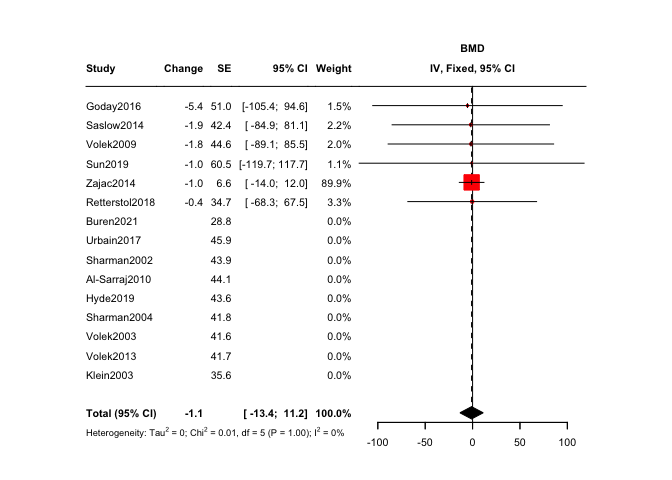 BMD
Study Change SE 95% CI Weight IV, Fixed, 95% CI
Goday2016 -5.4 51.0 [-105.4; 94.6] 1.5%
Saslow2014 -1.9 42.4 [ -84.9; 81.1] 2.2%
Volek2009 -1.8 44.6 [ -89.1; 85.5] 2.0%
Sun2019 -1.0 60.5 [-119.7; 117.7] 1.1%
Zajac2014 -1.0 6.6 [ -14.0; 12.0] 89.9%
Retterstol2018 -0.4 34.7 [ -68.3; 67.5] 3.3%
Buren2021 28.8 0.0%
Urbain2017 45.9 0.0%
Sharman2002 43.9 0.0%
Al-Sarraj2010 44.1 0.0%
Hyde2019 43.6 0.0%
Sharman2004 41.8 0.0%
Volek2003 41.6 0.0%
Volek2013 41.7 0.0%
Klein2003 35.6 0.0%
Total (95% CI) -1.1 [ -13.4; 11.2] 100.0%
Heterogeneity: Tau² = 0; Chi² = 0.01, df = 5 (P = 1.00); I² = 0%
-100 -50 0 50 100